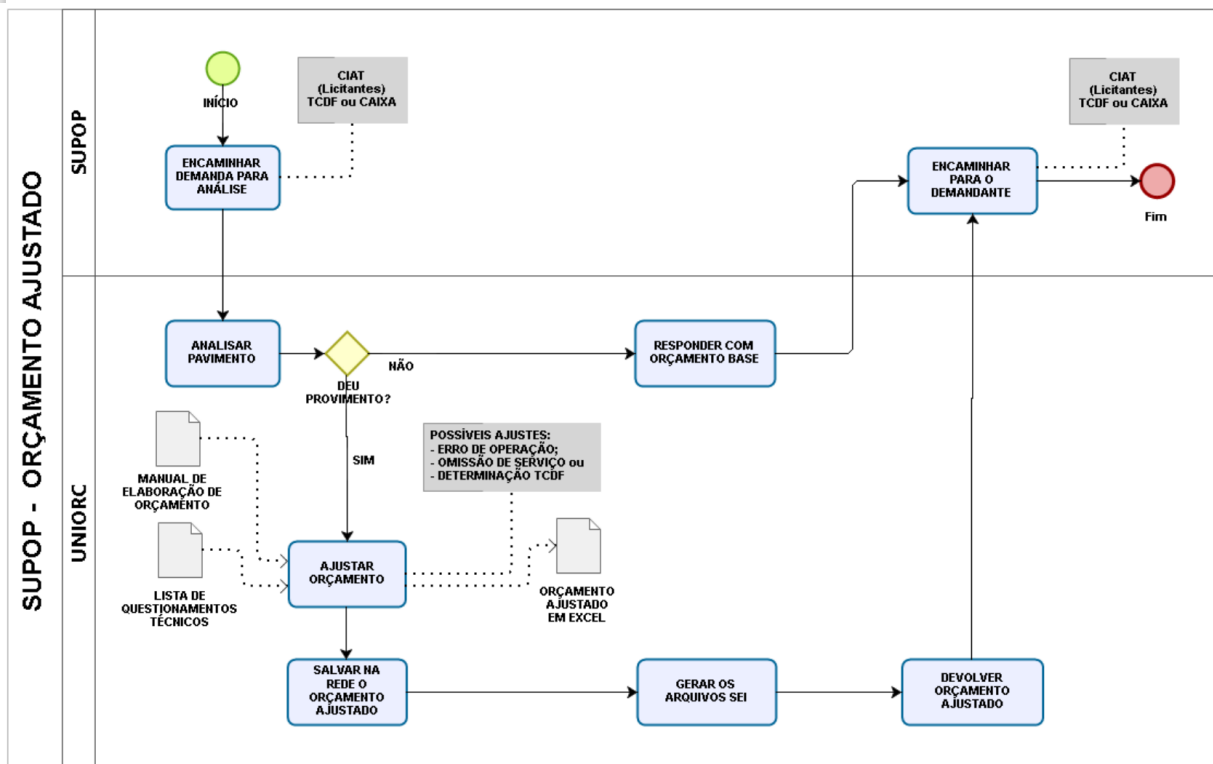 SUPOP - ORÇAMENTO AJUSTADO
SUPOP
INÍCIO
CIAT
(Licitantes)
TCDF ou CAIXA
ENCAMINHAR
DEMANDA PARA
ANÁLISE
CIAT
(Licitantes)
TCDF ou CAIXA
ENCAMINHAR
PARA O
DEMANDANTE
Fim
UNIORC
ANALISAR
PAVIMENTO
DEU
PROVIMENTO?
NÃO
RESPONDER COM
ORÇAMENTO BASE
SIM
MANUAL DE
ELABORAÇÃO DE
ORÇAMENTO
POSSÍVEIS AJUSTES:
- ERRO DE OPERAÇÃO;
- OMISSÃO DE SERVIÇO ou
- DETERMINAÇÃO TCDF
LISTA DE
QUESTIONAMENTOS
TÉCNICOS
AJUSTAR
ORÇAMENTO
ORÇAMENTO
AJUSTADO
EM EXCEL
SALVAR NA
REDE O
ORÇAMENTO
AJUSTADO
GERAR OS
ARQUIVOS SEI
DEVOLVER
ORÇAMENTO
AJUSTADO